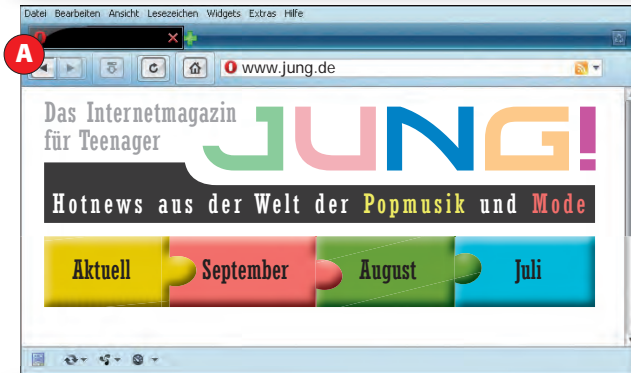 Datei Bearbeiten Ansicht Lesezeichen Widgets Extras Hilfe
A
www.jung.de
Das Internetmagazin
für Teenager
JUNG!
Hotnews aus der Welt der Popmusik und Mode
Aktuell September August Juli